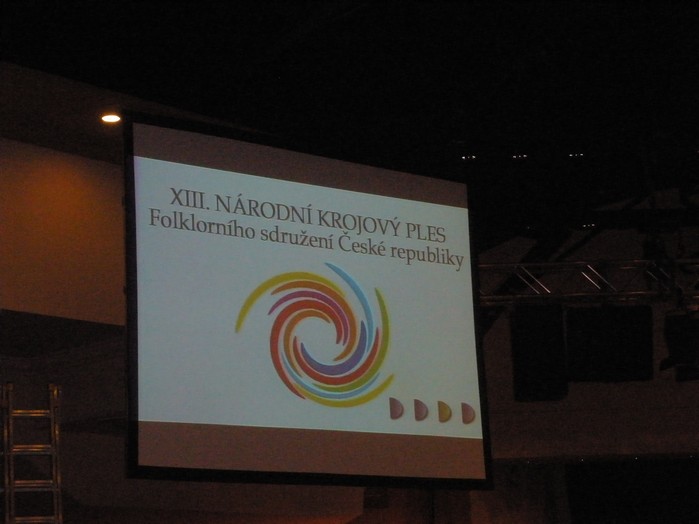 XIII. NÁRODNÍ KROJOVÝ PLES
Folklorního sdružení České republiky